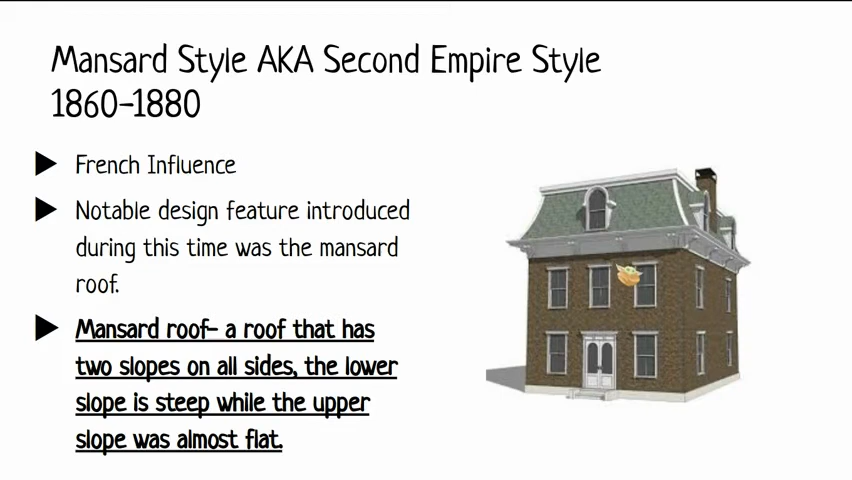 Mansard Style AKA Second Empire Style
1860-1880
French Influence
Notable design feature introduced
during this time was the mansard
roof.
Mansard roof- a roof that has
two slopes on all sides, the lower
slope is steep while the upper
slope was almost flat.